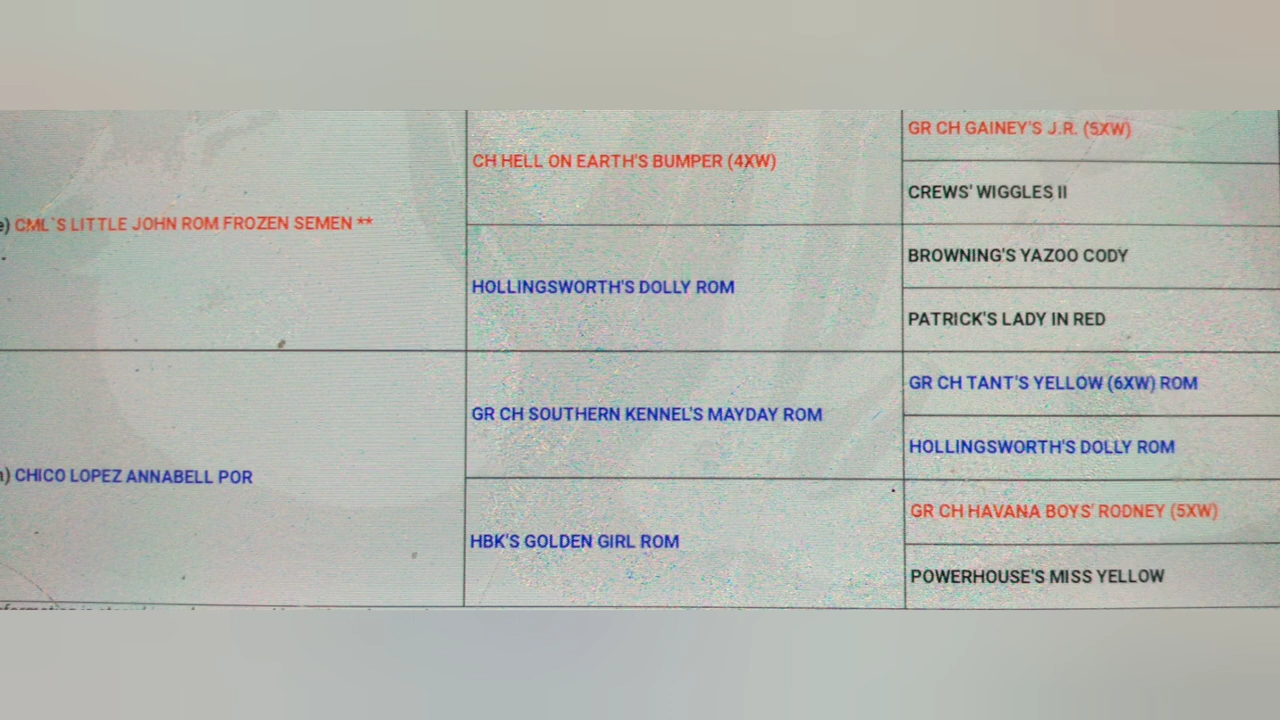 GR CH GAINEY'S J.R. (5XW)
CH HELL ON EARTH'S BUMPER (4XW)
CREWS' WIGGLES II
e) CML`S LITTLE JOHN ROM FROZEN SEMEN **
BROWNING'S YAZOO CODY
HOLLINGSWORTH'S DOLLY ROM
PATRICK'S LADY IN RED
GR CH TANT'S YELLOW (6XW) ROM
GR CH SOUTHERN KENNEL'S MAYDAY ROM
HOLLINGSWORTH'S DOLLY ROM
) CHICO LOPEZ ANNABELL POR
GR CH HAVANA BOYS' RODNEY (5XW)
HBK'S GOLDEN GIRL ROM
POWERHOUSE'S MISS YELLOW